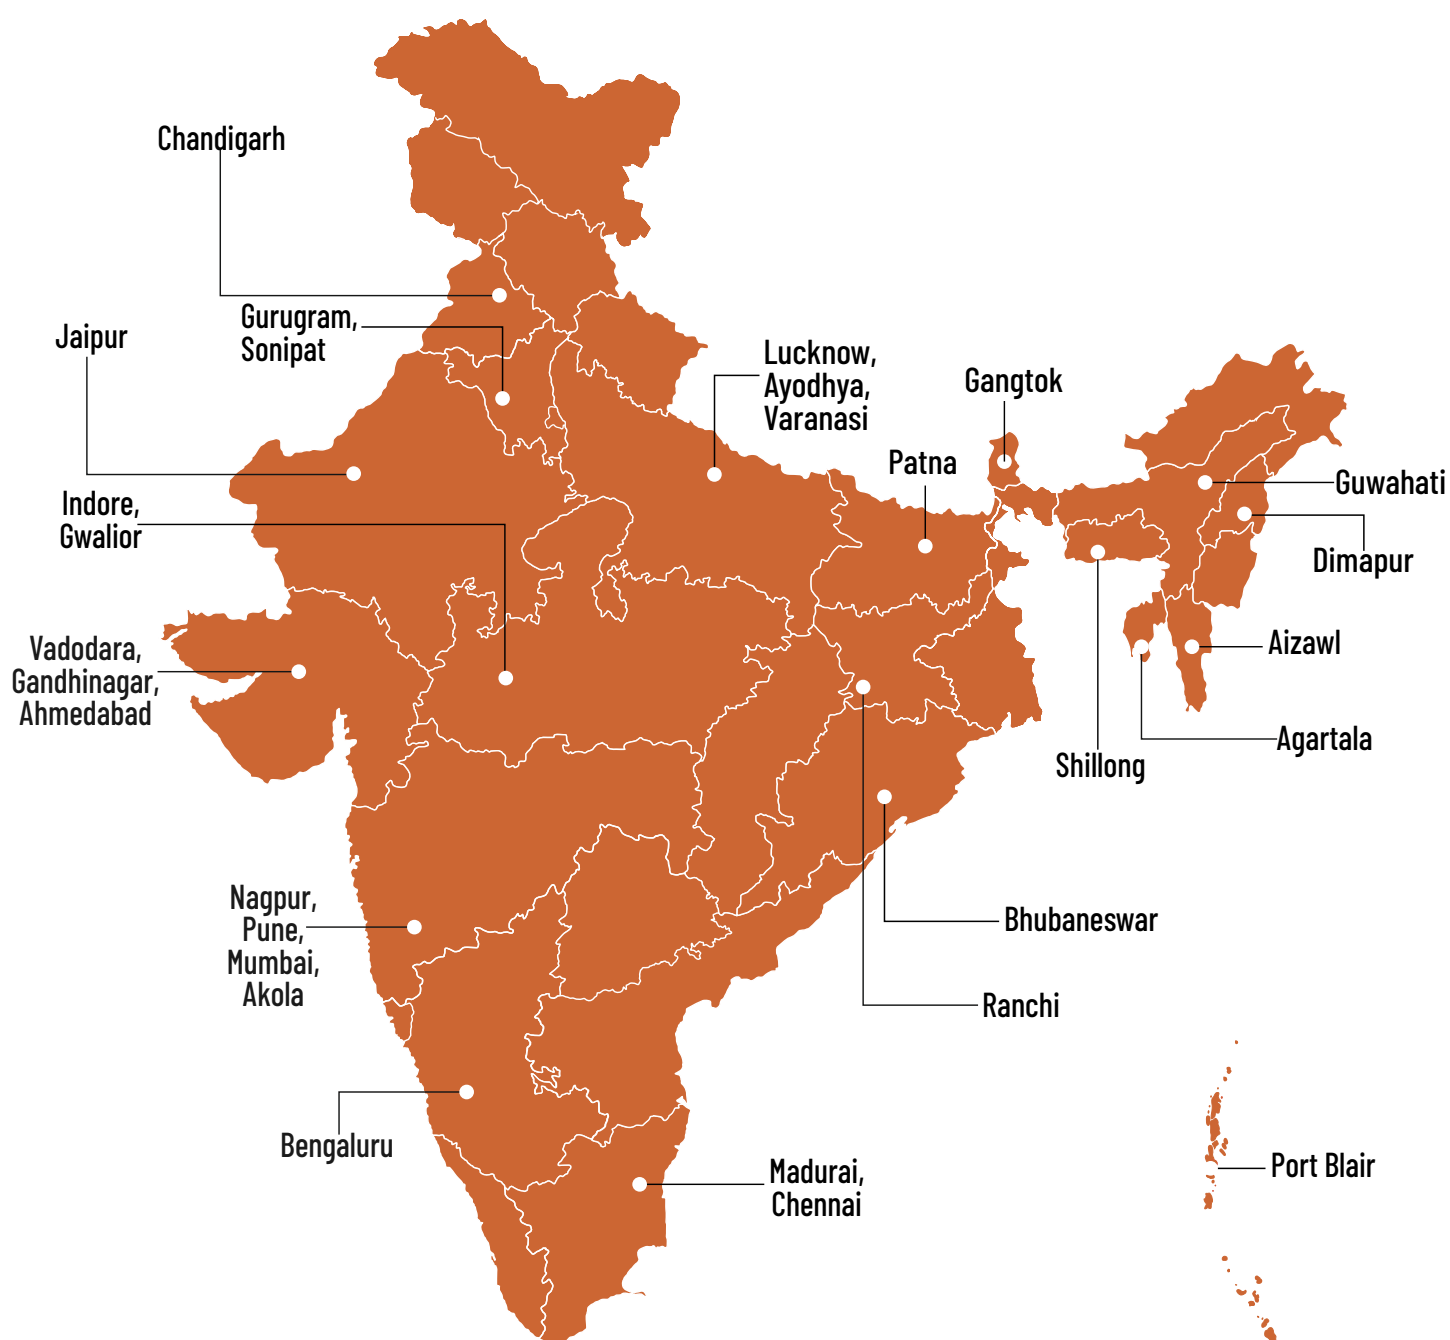 Chandigarh
Gurugram,
Sonipat
Jaipur
Lucknow,
Ayodhya,
Varanasi
Gangtok
Patna
Guwahati
Indore,
Gwalior
Dimapur
Vadodara,
Gandhinagar,
Ahmedabad
Aizawl
Agartala
Shillong
Nagpur,
Pune,
Mumbai,
Akola
Bhubaneswar
Ranchi
Bengaluru
Madurai,
Chennai
Port Blair